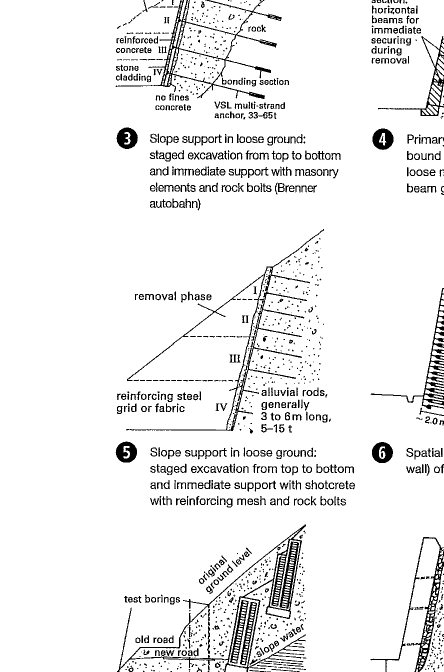 I
II
rock
reinforced
concrete III
stone
cladding
IV
bonding section
no fines
concrete
VSL multi-strand
anchor, 33–65t
section:
horizontal
beams for
immediate
securing
during
removal
3 Slope support in loose ground:
staged excavation from top to bottom
and immediate support with masonry
elements and rock bolts (Brenner
autobahn)
4 Primary
bound
loose
beam
removal phase
I
II
III
IV
reinforcing steel
grid or fabric
alluvial rods,
generally
3 to 6m long,
5–15 t
~ 2.0
5 Slope support in loose ground:
staged excavation from top to bottom
and immediate support with shotcrete
with reinforcing mesh and rock bolts
6 Spatial
wall) of
original
ground level
test borings
old road
new road
slope water